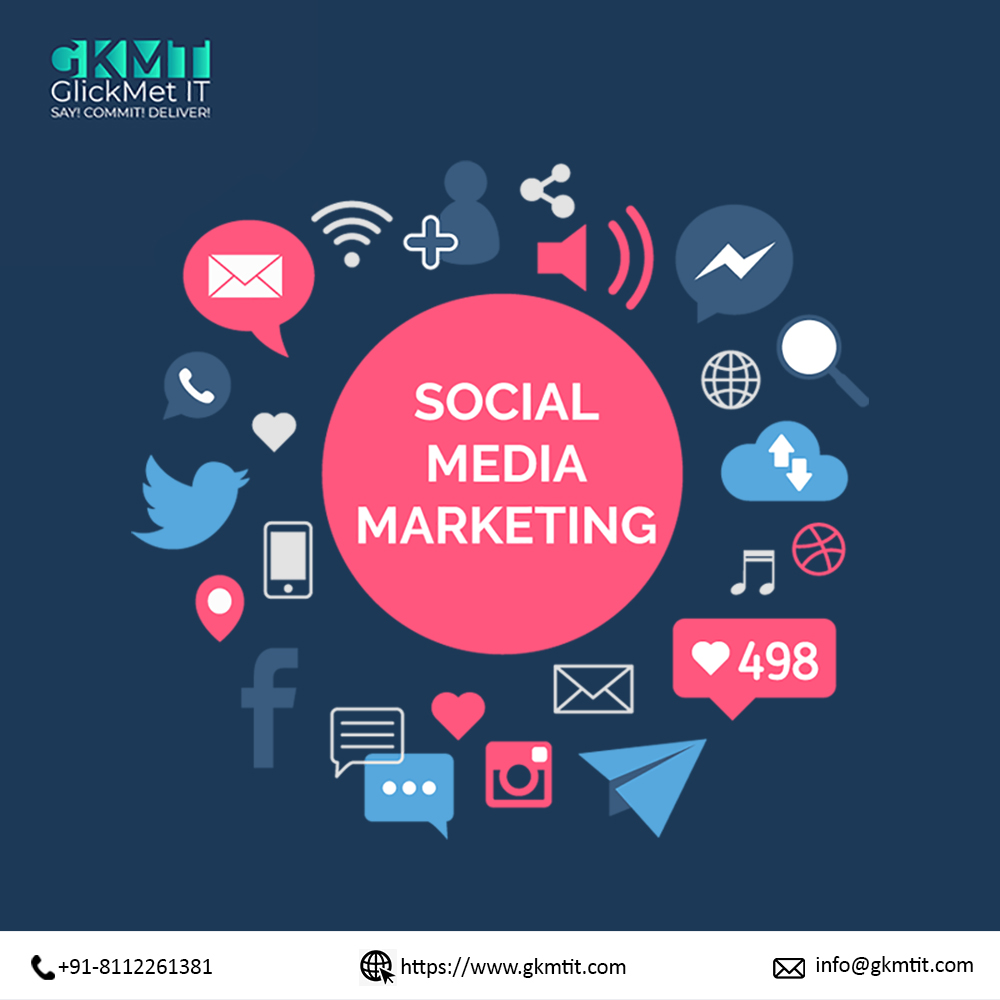 GKMT
GlickMet IT
SAY! COMMIT! DELIVER!
SOCIAL
MEDIA
MARKETING
498
+91-8112261381
https://www.gkmtit.com
info@gkmtit.com